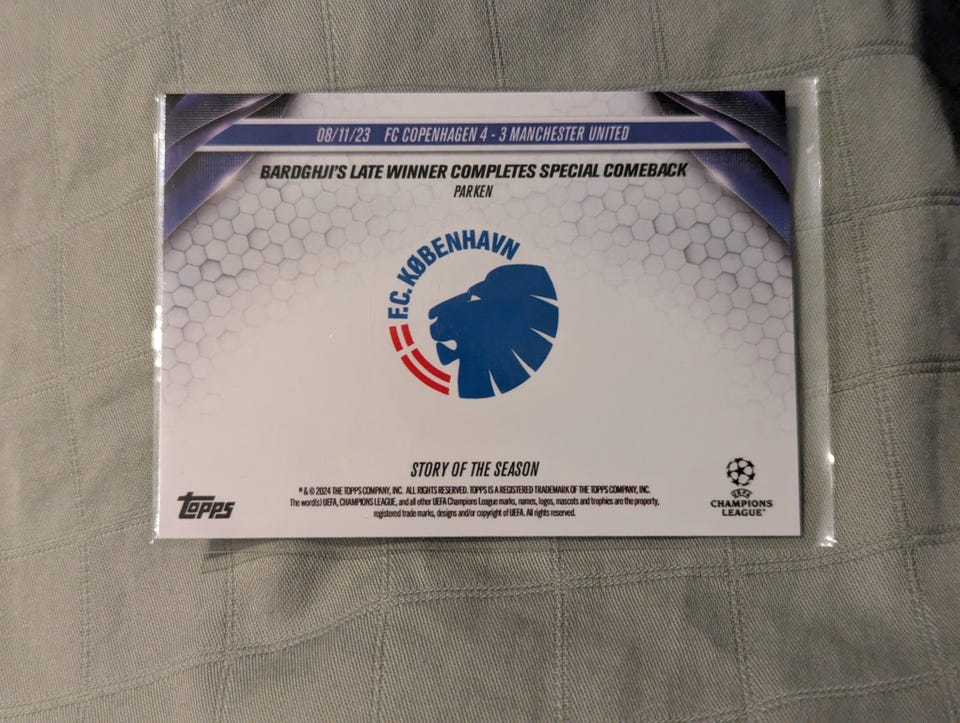 08/11/23 FC COPENHAGEN 4 - 3 MANCHESTER UNITED
BARDGHJI'S LATE WINNER COMPLETES SPECIAL COMEBACK
PARKEN
F.C. KØBENHAVN
STORY OF THE SEASON
® & © 2024 THE TOPPS COMPANY, INC. ALL RIGHTS RESERVED. TOPPS IS A REGISTERED TRADEMARK OF THE TOPPS COMPANY, INC.
The word(s) UEFA, CHAMPIONS LEAGUE, and all other UEFA Champions League marks, names, logos, mascots and trophies are the property,
registered trade marks, designs and/or copyright of UEFA. All rights reserved.
Topps
UEFA
CHAMPIONS
LEAGUE®